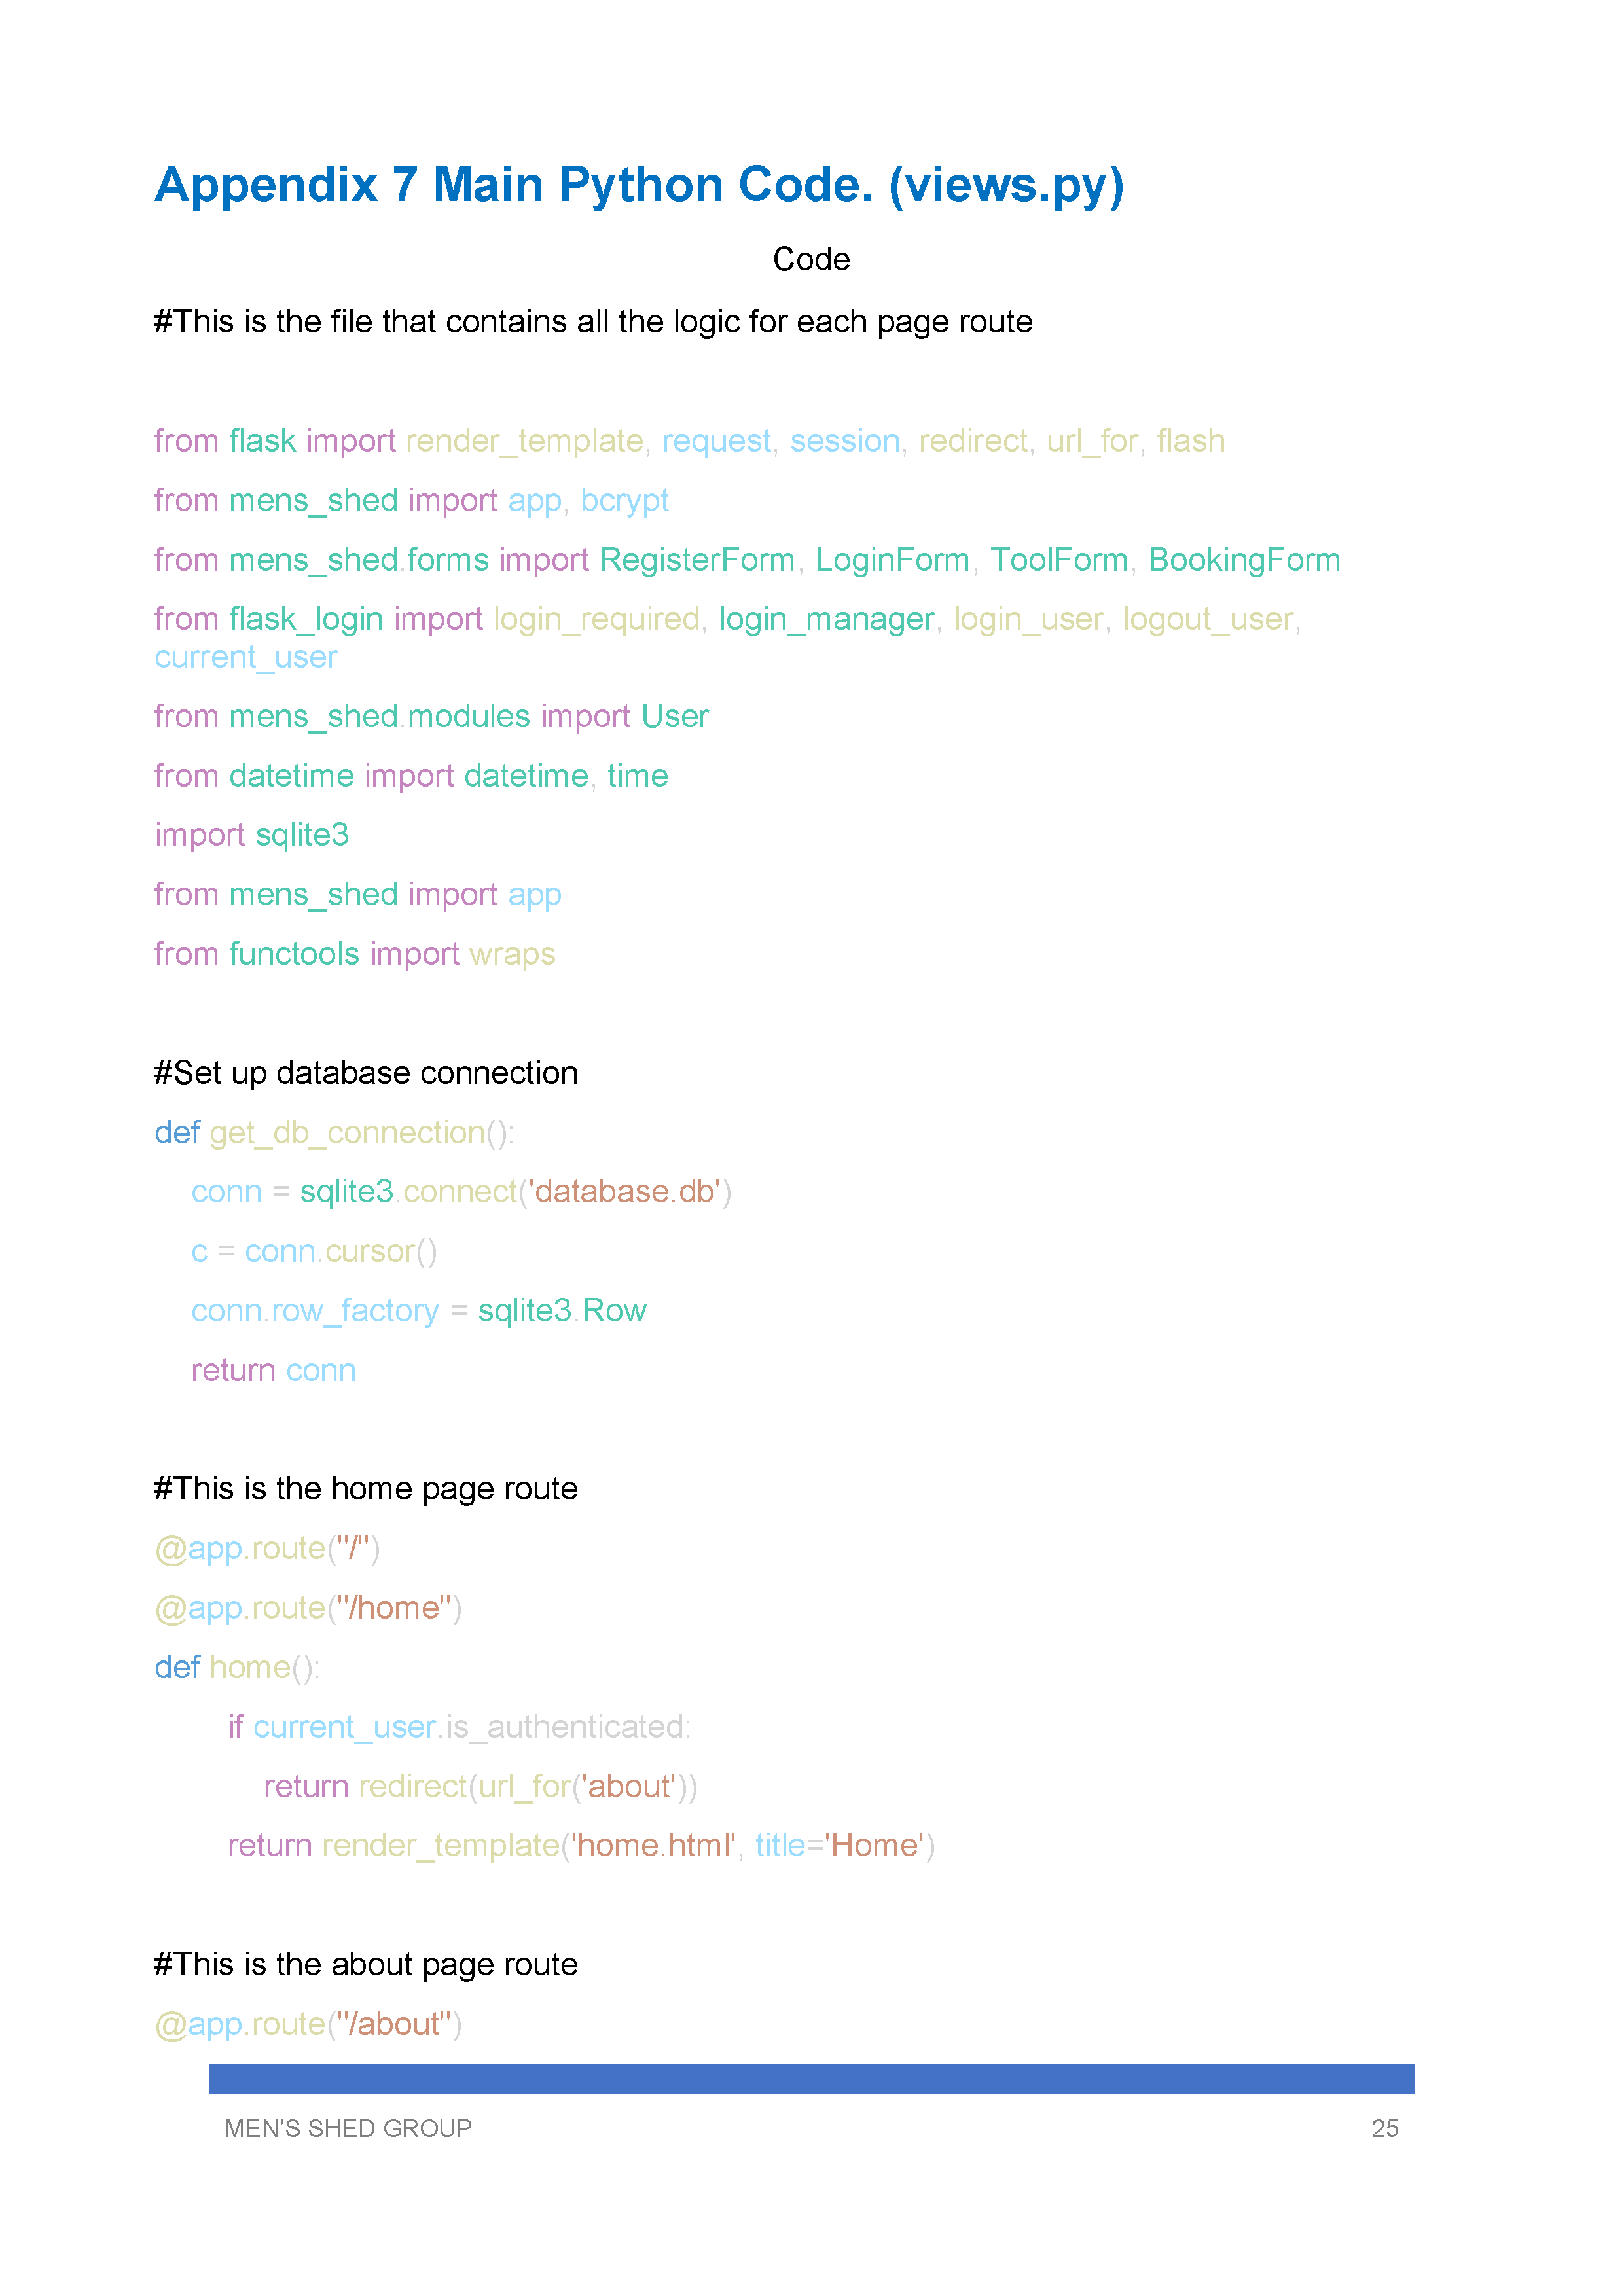 Appendix 7 Main Python Code. (views.py)
Code
#This is the file that contains all the logic for each page route
from flask import render_template, request, session, redirect, url_for, flash
from mens_shed import app, bcrypt
from mens_shed.forms import RegisterForm, LoginForm, ToolForm, BookingForm
from flask_login import login_required, login_manager, login_user, logout_user,
current_user
from mens_shed.modules import User
from datetime import datetime, time
import sqlite3
from mens_shed import app
from functools import wraps
#Set up database connection
def get_db_connection():
    conn = sqlite3.connect('database.db')
    c = conn.cursor()
    conn.row_factory = sqlite3.Row
    return conn
#This is the home page route
@app.route("/")
@app.route("/home")
def home():
        if current_user.is_authenticated:
            return redirect(url_for('about'))
        return render_template('home.html', title='Home')
#This is the about page route
@app.route("/about")
MEN'S SHED GROUP 25